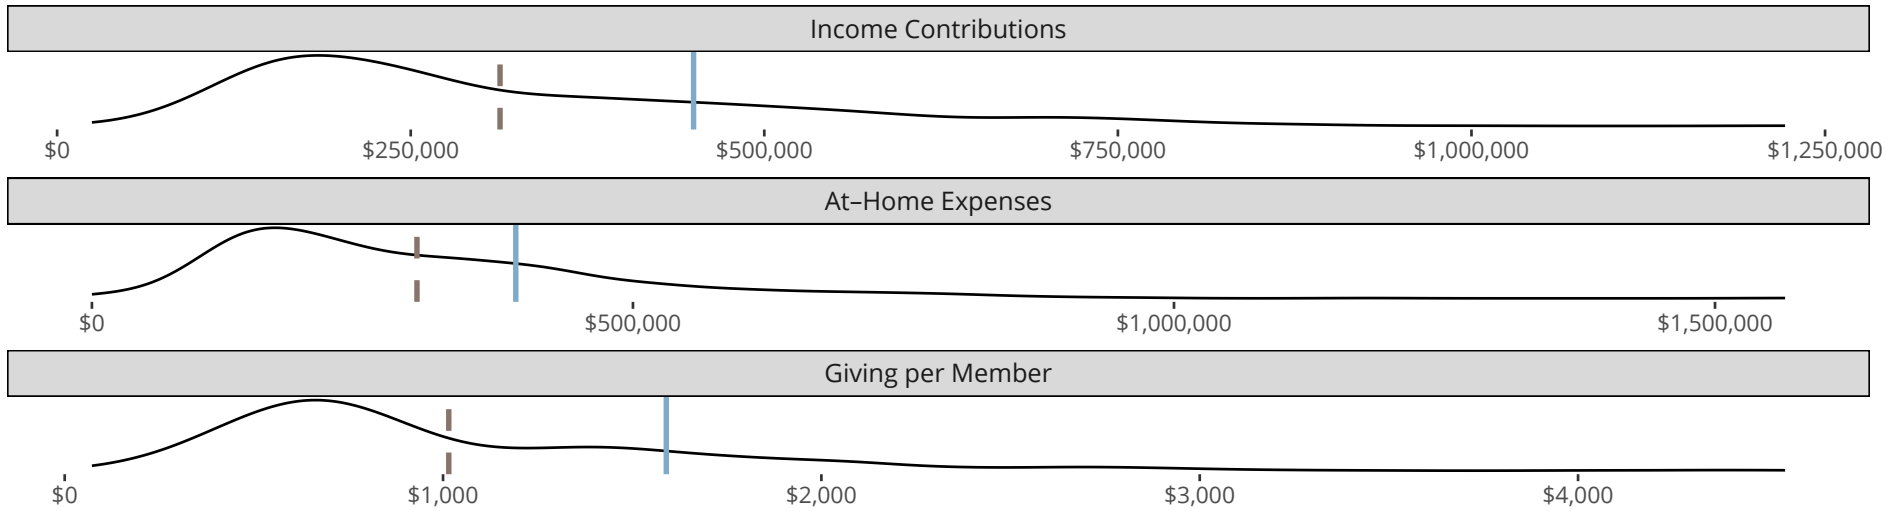 Income Contributions
$0 $250,000 $500,000 $750,000 $1,000,000 $1,250,000
At–Home Expenses
$0 $500,000 $1,000,000 $1,500,000
Giving per Member
$0 $1,000 $2,000 $3,000 $4,000